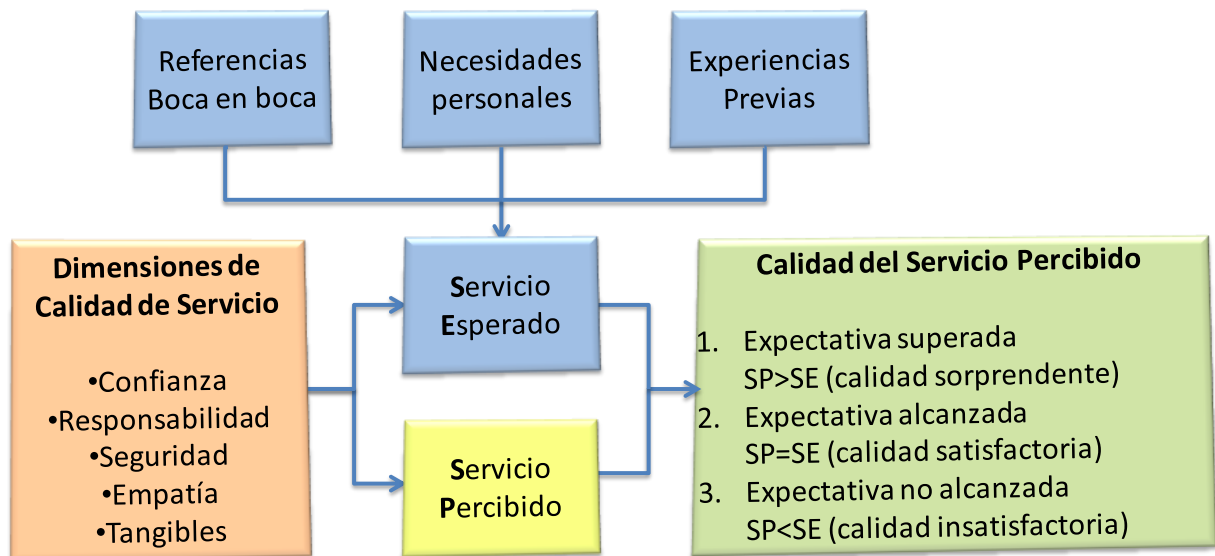 Referencias
Boca en boca
Necesidades
personales
Experiencias
Previas
Dimensiones de
Calidad de Servicio
•Confianza
•Responsabilidad
•Seguridad
•Empatía
•Tangibles
Servicio
Esperado
Servicio
Percibido
Calidad del Servicio Percibido
1. Expectativa superada
SP>SE (calidad sorprendente)
2. Expectativa alcanzada
SP=SE (calidad satisfactoria)
3. Expectativa no alcanzada
SP<SE (calidad insatisfactoria)